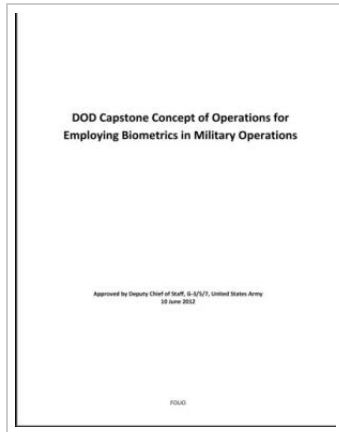 DOD Capstone Concept of Operations for
Employing Biometrics in Military Operations
Approved by Deputy Chief of Staff, G-3/5/7, United States Army
10 June 2012
FOUO